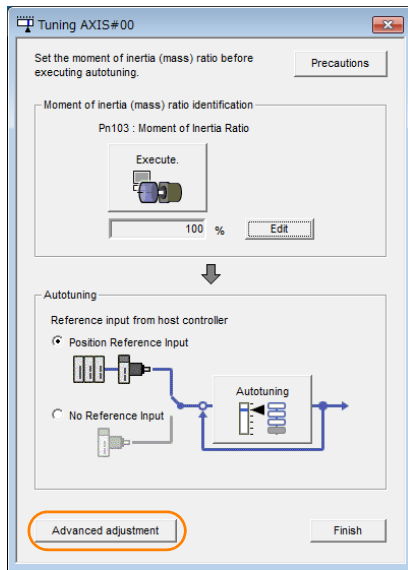 Tuning AXIS#00
Set the moment of inertia (mass) ratio before
executing autotuning.
Precautions
Moment of inertia (mass) ratio identification
Pn103 : Moment of Inertia Ratio
Execute.
100 %
Edit
Autotuning
Reference input from host controller
Position Reference Input
Autotuning
No Reference Input
Advanced adjustment
Finish